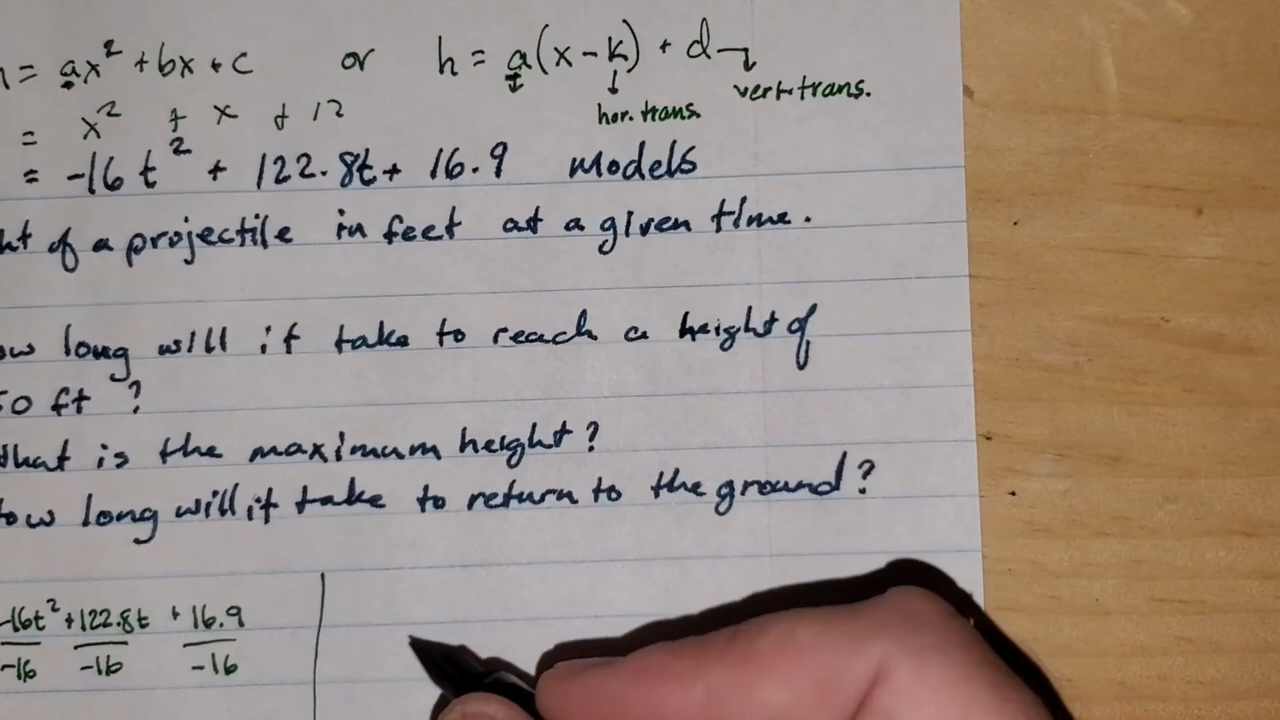 = ax² + bx + c or h = a(x - k) + d
hor. trans. vert. trans.
= x² + x + 12
= -16t² + 122.8t + 16.9 models
of a projectile in feet at a given time.
long will it take to reach a height of
0 ft ?
what is the maximum height?
long will it take to return to the ground?
-16t² + 122.8t + 16.9
-16 -16 -16